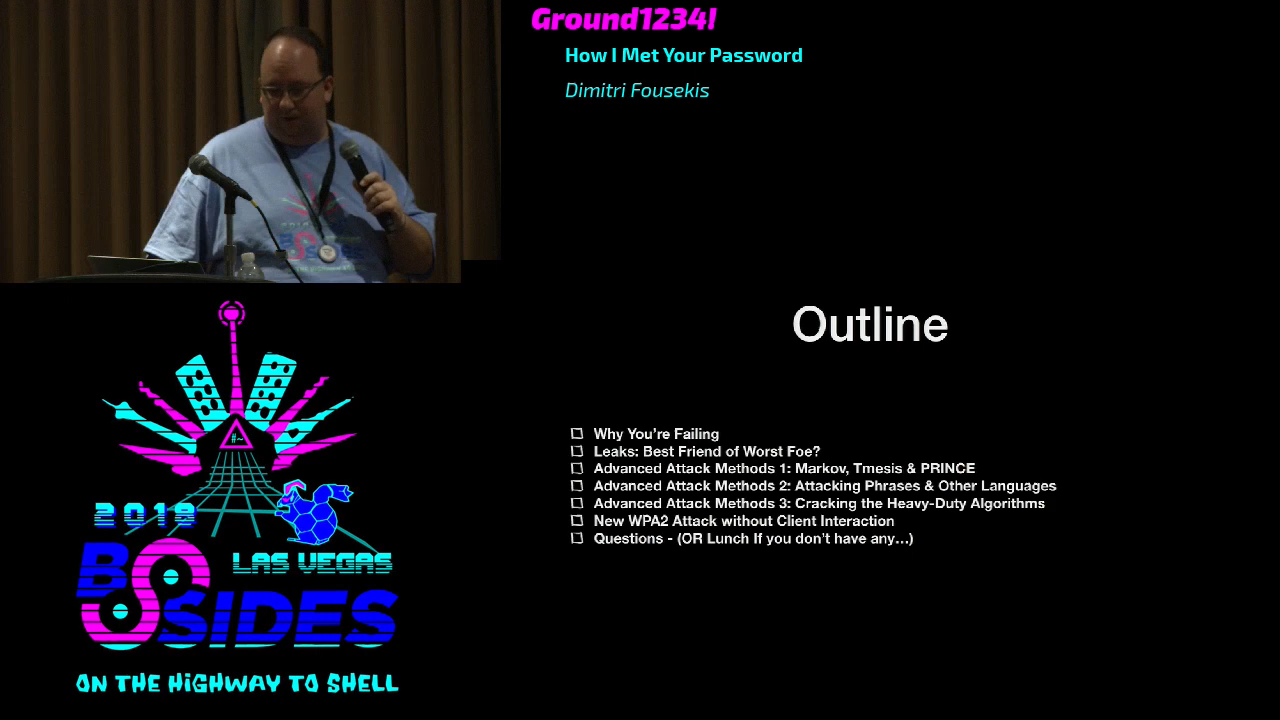 Ground1234!
How I Met Your Password
Dimitri Fousekis
Outline
Why You're Failing
Leaks: Best Friend of Worst Foe?
Advanced Attack Methods 1: Markov, Tmesis & PRINCE
Advanced Attack Methods 2: Attacking Phrases & Other Languages
Advanced Attack Methods 3: Cracking the Heavy-Duty Algorithms
New WPA2 Attack without Client Interaction
Questions - (OR Lunch If you don't have any...)
#~
2018
LAS VEGAS
BSIDES
ON THE HIGHWAY TO SHELL